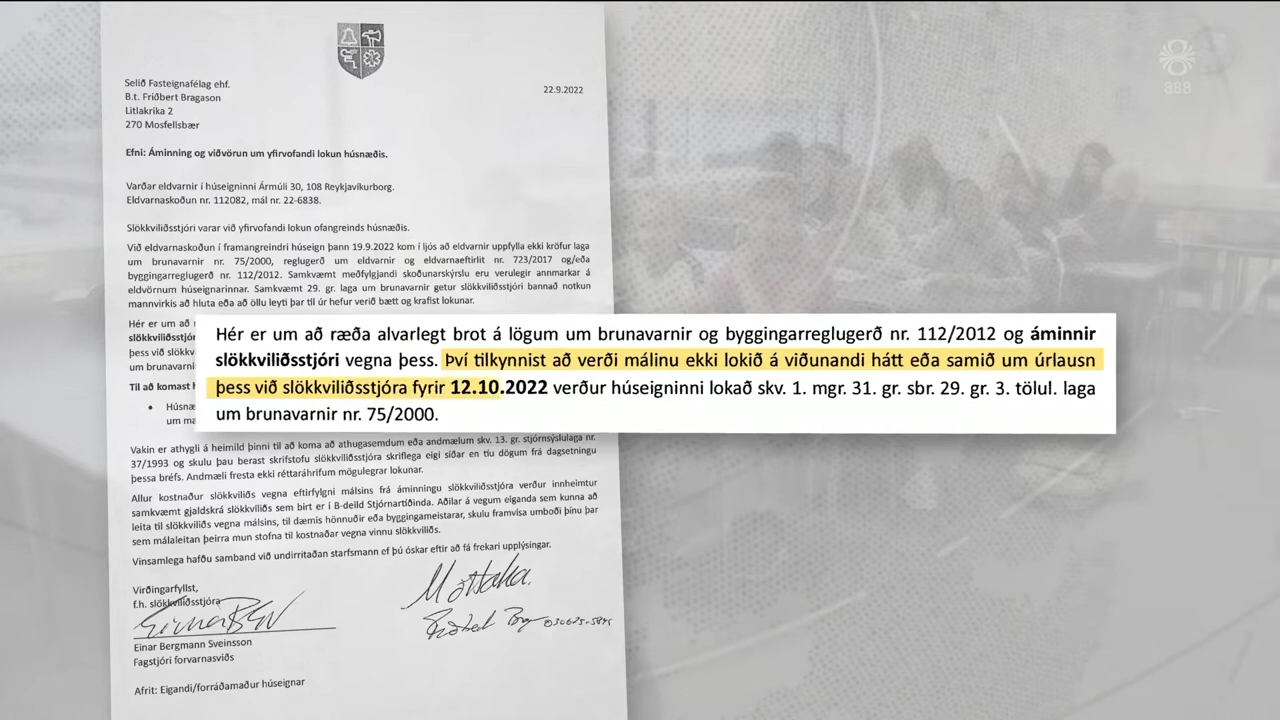 888
Selið Fasteignafélag ehf.
22.9.2022
B.t. Friðbert Bragason
Litlakrika 2
270 Mosfellsbær
Efni: Áminning og viðvörun um yfirvofandi lokun húsnæðis.
Varðar eldvarnir í húseigninni Ármúli 30, 108 Reykjavíkurborg.
Eldvarnaskoðun nr. 112082, mál nr. 22-6838.
Slökkviliðsstjóri varar við yfirvofandi lokun ofangreinds húsnæðis.
Við eldvarnaskoðun í framangreindri húseign þann 19.9.2022 kom í ljós að eldvarnir uppfylla ekki kröfur laga
um brunavarnir nr. 75/2000, reglugerð um eldvarnir og eldvarnaeftirlit nr. 723/2017 og/eða
byggingarreglugerð nr. 112/2012. Samkvæmt meðfylgjandi skoðunarskýrslu eru verulegir annmarkar á
eldvörnum húseignarinnar. Samkvæmt 29. gr. laga um brunavarnir getur slökkviliðsstjóri bannað notkun
mannvirkis að hluta eða að öllu leyti þar til úr hefur verið bætt og krafist lokunar.
Hér er um að
slökkviliðsstjór
þess við slökkv
um brunavarni
Til að komast h
• Húsnæ
um ma
Hér er um að ræða alvarlegt brot á lögum um brunavarnir og byggingarreglugerð nr. 112/2012 og áminnir
slökkviliðsstjóri vegna þess. Því tilkynnist að verði málinu ekki lokið á viðunandi hátt eða samið um úrlausn
þess við slökkviliðsstjóra fyrir 12.10.2022 verður húseigninni lokað skv. 1. mgr. 31. gr. sbr. 29. gr. 3. tölul. laga
um brunavarnir nr. 75/2000.
Vakin er athygli á heimild þinni til að koma að athugasemdum eða andmælum skv. 13. gr. stjórnsýslulaga nr.
37/1993 og skulu þau berast skrifstofu slökkviliðsstjóra skriflega eigi síðar en tíu dögum frá dagsetningu
þessa bréfs. Andmæli fresta ekki réttaráhrifum mögulegrar lokunar.
Allur kostnaður slökkviliðs vegna eftirfylgni málsins frá áminningu slökkviliðsstjóra verður innheimtur
samkvæmt gjaldskrá slökkviliðs sem birt er í B-deild Stjórnartíðinda. Aðilar á vegum eiganda sem kunna að
leita til slökkviliðs vegna málsins, til dæmis hönnuðir eða byggingameistarar, skulu framvísa umboði þínu þar
sem málaleitan þeirra mun stofna til kostnaðar vegna vinnu slökkviliðs.
Vinsamlega hafðu samband við undirritaðan starfsmann ef þú óskar eftir að fá frekari upplýsingar.
Virðingarfyllst,
f.h. slökkviliðsstjóra
Móttaka.
Einar Bergmann Sveinsson
Fagstjóri forvarnasviðs
Afrit: Eigandi/forráðamaður húseignar